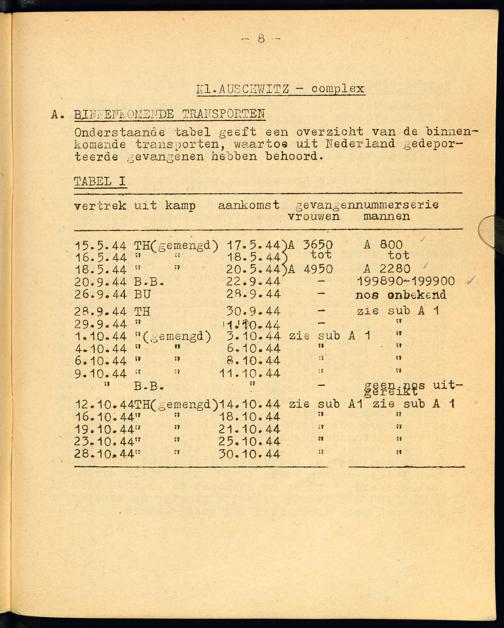 - 8 -
Kl.AUSCHWITZ - complex
A. BINNENKOMENDE TRANSPORTEN
Onderstaande tabel geeft een overzicht van de binnen-
komende transporten, waartoe uit Nederland gedepor-
teerde gevangenen hebben behoord.
TABEL I
vertrek uit kamp aankomst gevangennummerserie
vrouwen mannen
15.5.44 TH(gemengd) 17.5.44)A 3650 A 800
16.5.44 " " 18.5.44) tot tot
18.5.44 " " 20.5.44)A 4950 A 2280
20.9.44 B.B. 22.9.44 - 199890-199900
26.9.44 BU 28.9.44 - nos onbekend
28.9.44 TH 30.9.44 - zie sub A 1
29.9.44 " 10.44 - "
1.10.44 "(gemengd) 3.10.44 zie sub A 1 "
4.10.44 " " 6.10.44 " "
6.10.44 " " 8.10.44 " "
9.10.44 " " 11.10.44 " "
" B.B. " - geen nos uit-
gereikt
12.10.44TH(gemengd)14.10.44 zie sub A1 zie sub A 1
16.10.44" " 18.10.44 " "
19.10.44" " 21.10.44 " "
23.10.44" " 25.10.44 " "
28.10.44" " 30.10.44 " "